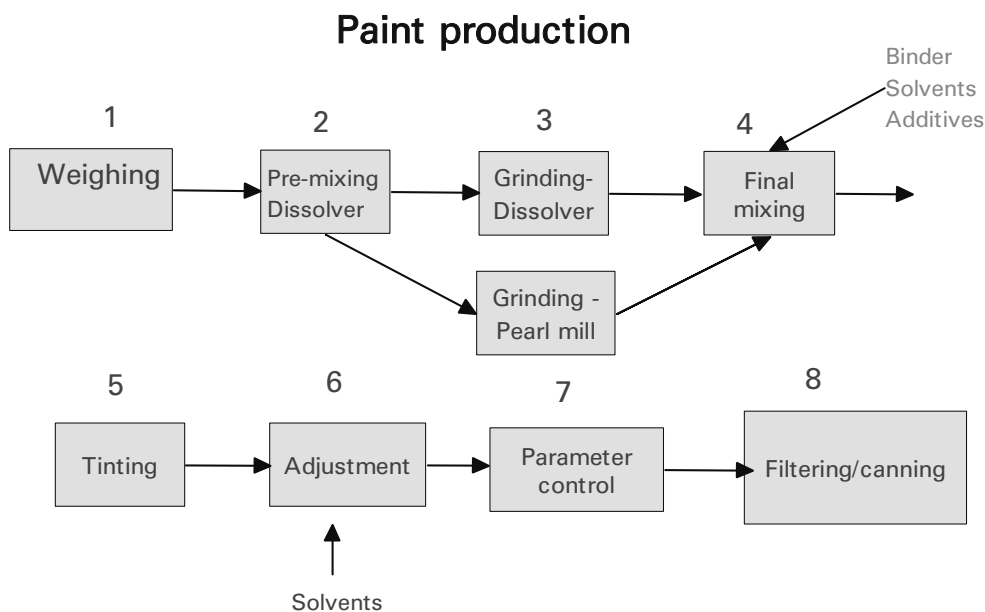 Paint production
Binder
Solvents
Additives
1
2
3
4
Weighing
Pre-mixing
Dissolver
Grinding-
Dissolver
Final
mixing
Grinding -
Pearl mill
5
6
7
8
Tinting
Adjustment
Parameter
control
Filtering/canning
Solvents